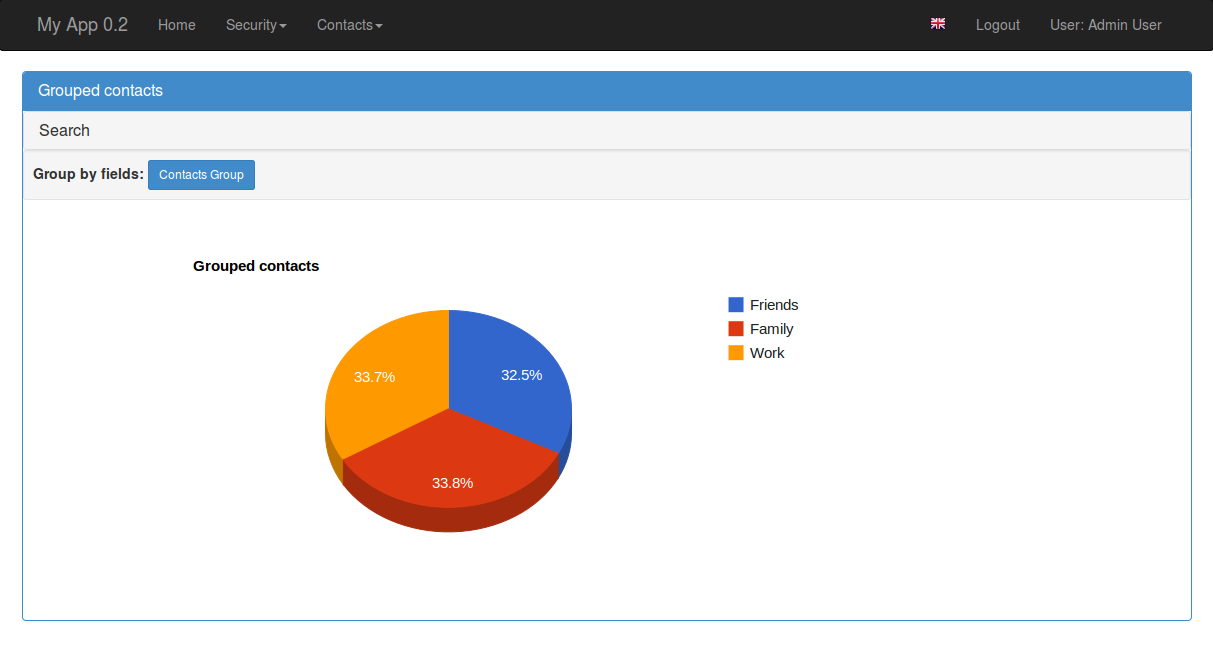 My App 0.2 Home Security Contacts Logout User: Admin User
Grouped contacts
Search
Group by fields: Contacts Group
Grouped contacts
Friends
Family
Work
33.7% 32.5%
33.8%